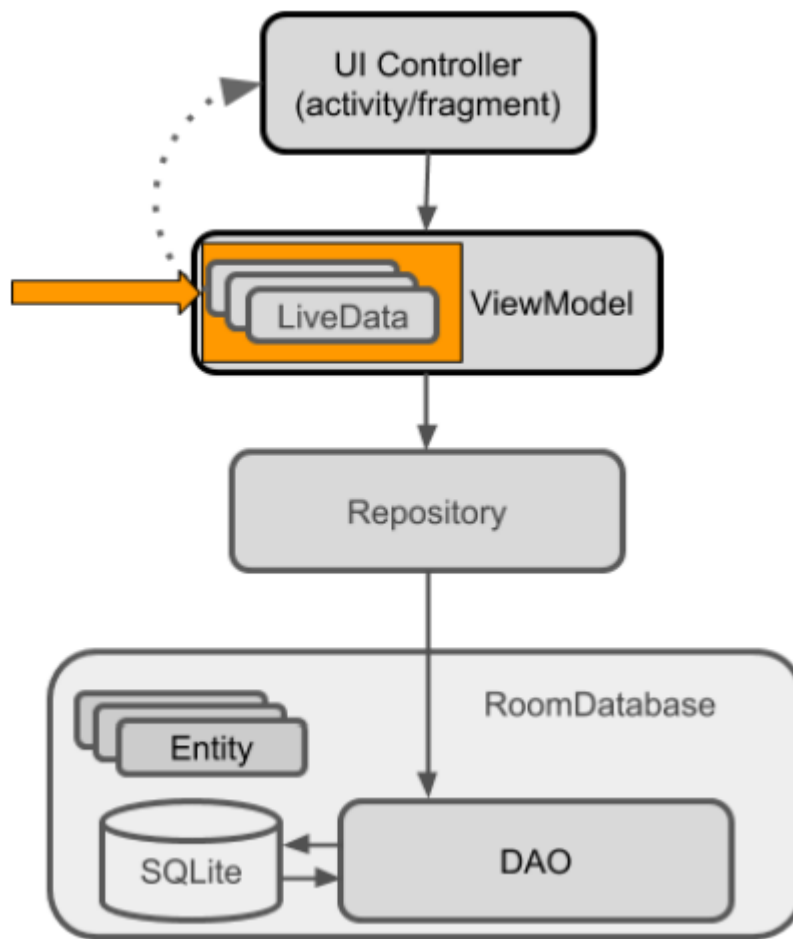 UI Controller
(activity/fragment)
LiveData
ViewModel
Repository
RoomDatabase
Entity
SQLite
DAO